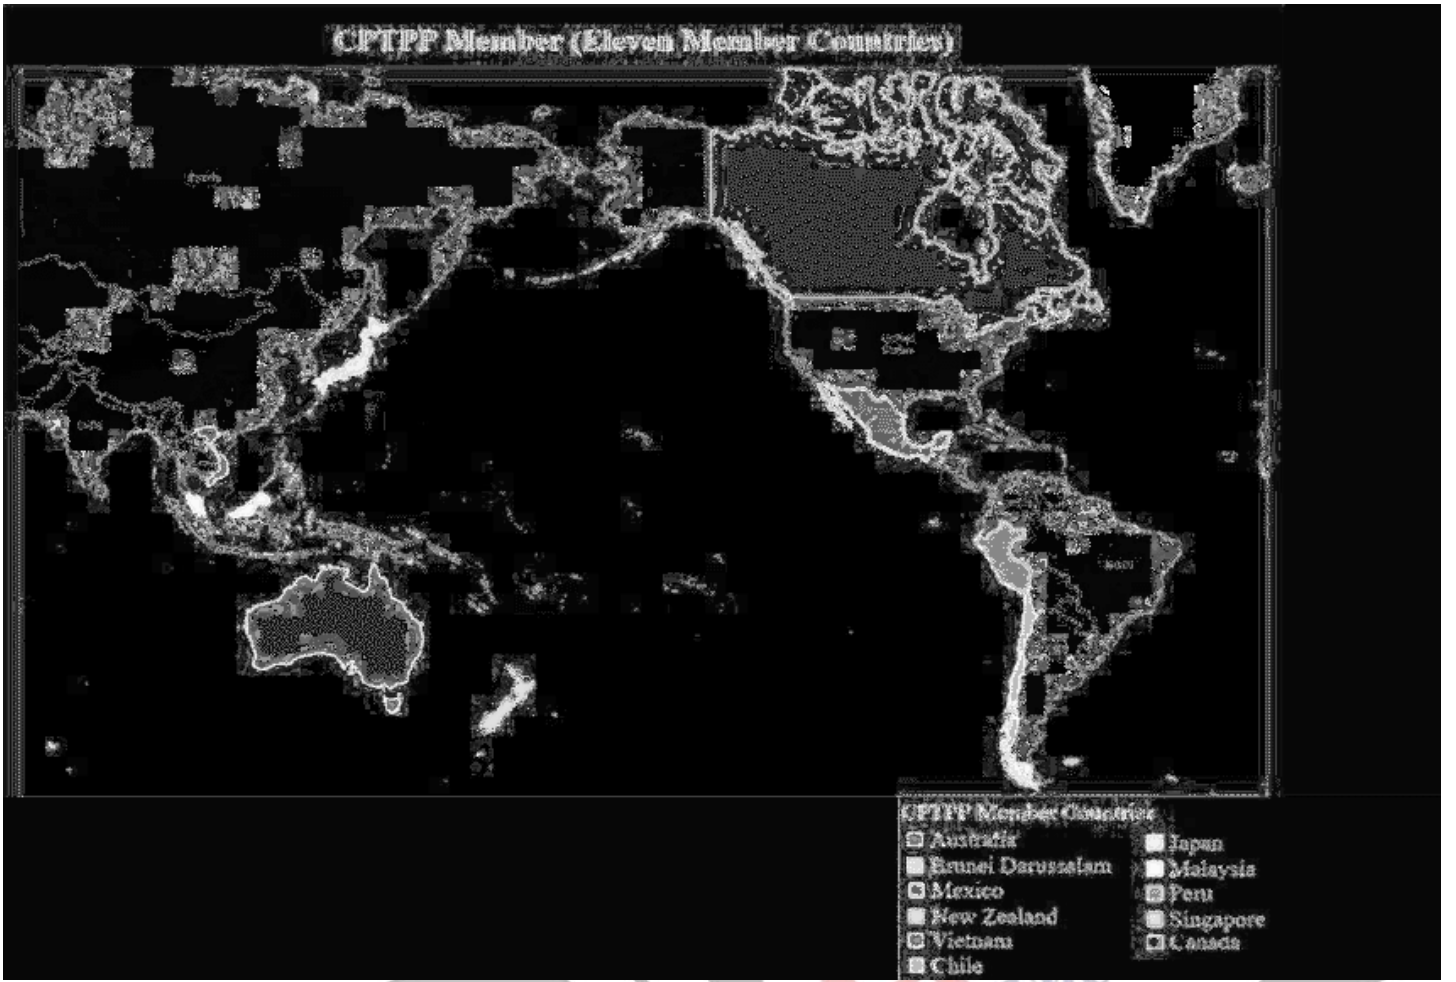 CPTPP Member (Eleven Member Countries)
CPTPP Member Countries
Australia
Brunei Darussalam
Mexico
New Zealand
Vietnam
Chile
Japan
Malaysia
Peru
Singapore
Canada